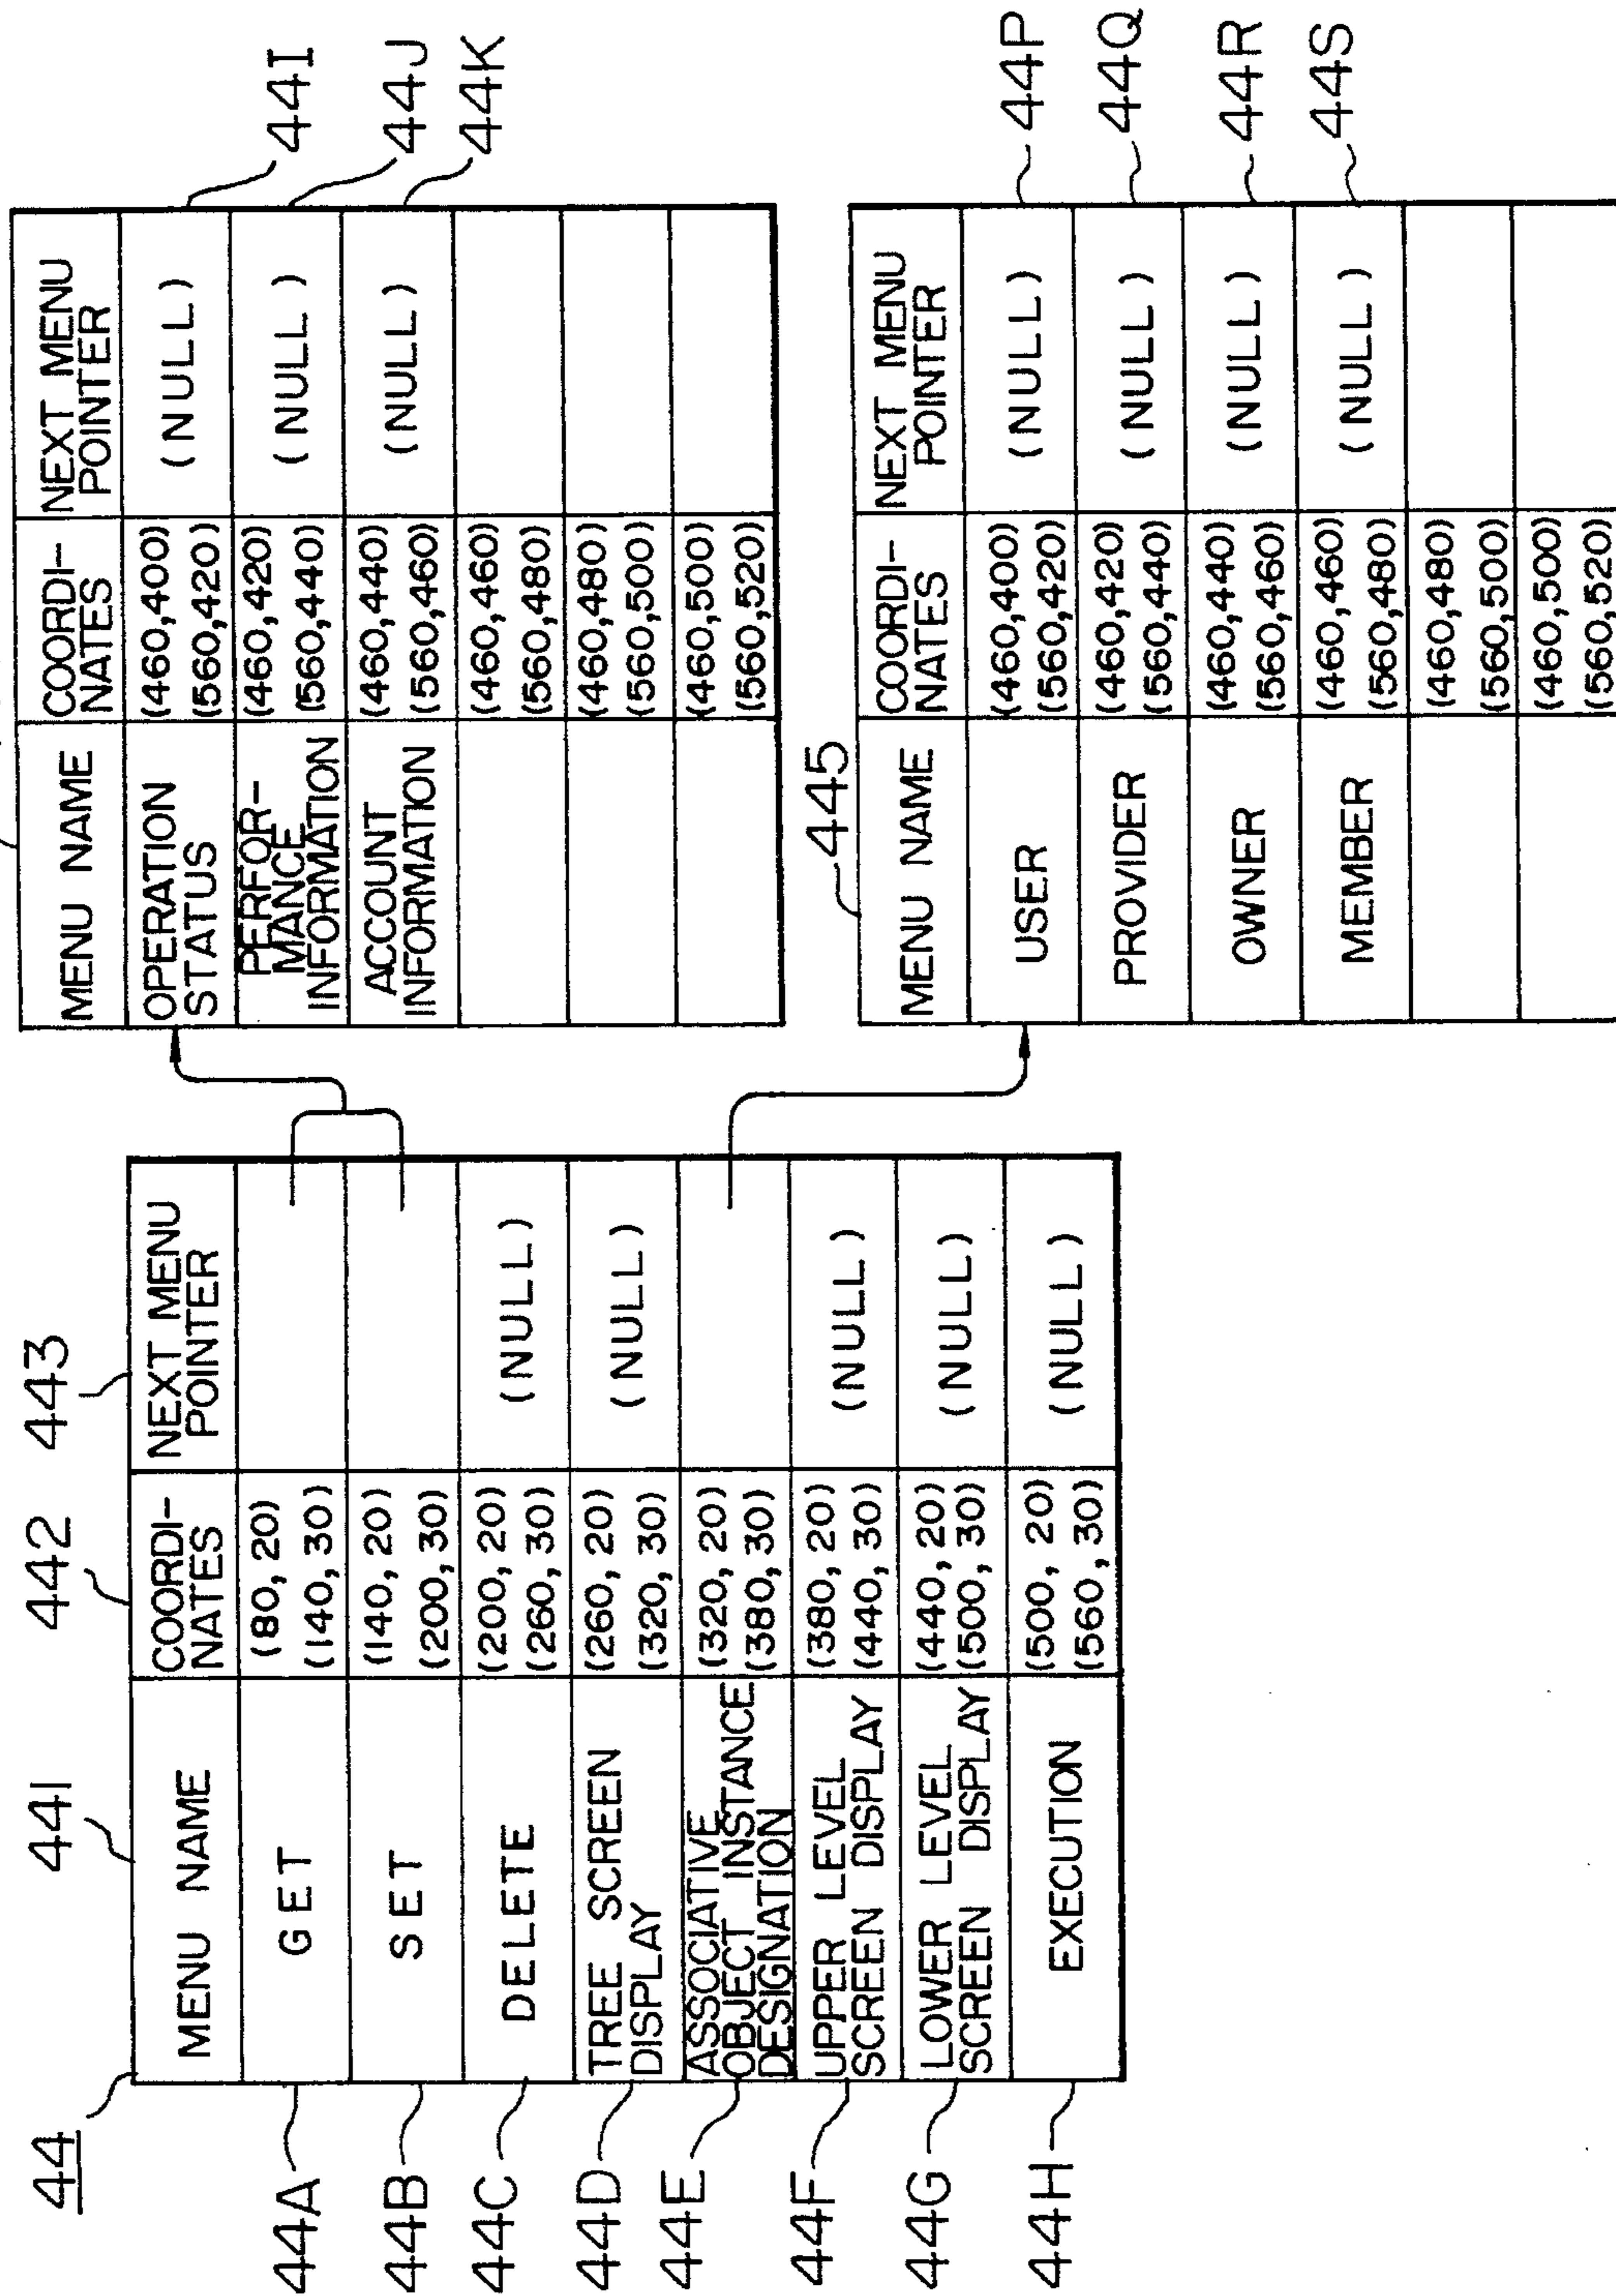 44
441
442
443
MENU NAME
COORDI-
NATES
NEXT MENU
POINTER
44A
GET
(80, 20)
(140, 30)
44B
SET
(140, 20)
(200, 30)
44C
DELETE
(200, 20)
(260, 30)
(NULL)
44D
TREE SCREEN
DISPLAY
(260, 20)
(320, 30)
(NULL)
44E
ASSOCIATIVE
OBJECT INSTANCE
DESIGNATION
(320, 20)
(380, 30)
44F
UPPER LEVEL
SCREEN DISPLAY
(380, 20)
(440, 30)
(NULL)
44G
LOWER LEVEL
SCREEN DISPLAY
(440, 20)
(500, 30)
(NULL)
44H
EXECUTION
(500, 20)
(560, 30)
(NULL)
MENU NAME
COORDI-
NATES
NEXT MENU
POINTER
OPERATION
STATUS
(460,400)
(560,420)
(NULL)
44I
PERFOR-
MANCE
INFORMATION
(460,420)
(560,440)
(NULL)
44J
ACCOUNT
INFORMATION
(460,440)
(560,460)
(NULL)
44K
(460,460)
(560,480)
(460,480)
(560,500)
(460,500)
(560,520)
445
MENU NAME
COORDI-
NATES
NEXT MENU
POINTER
USER
(460,400)
(560,420)
(NULL)
44P
PROVIDER
(460,420)
(560,440)
(NULL)
44Q
OWNER
(460,440)
(560,460)
(NULL)
44R
MEMBER
(460,460)
(560,480)
(NULL)
44S
(460,480)
(560,500)
(460,500)
(560,520)